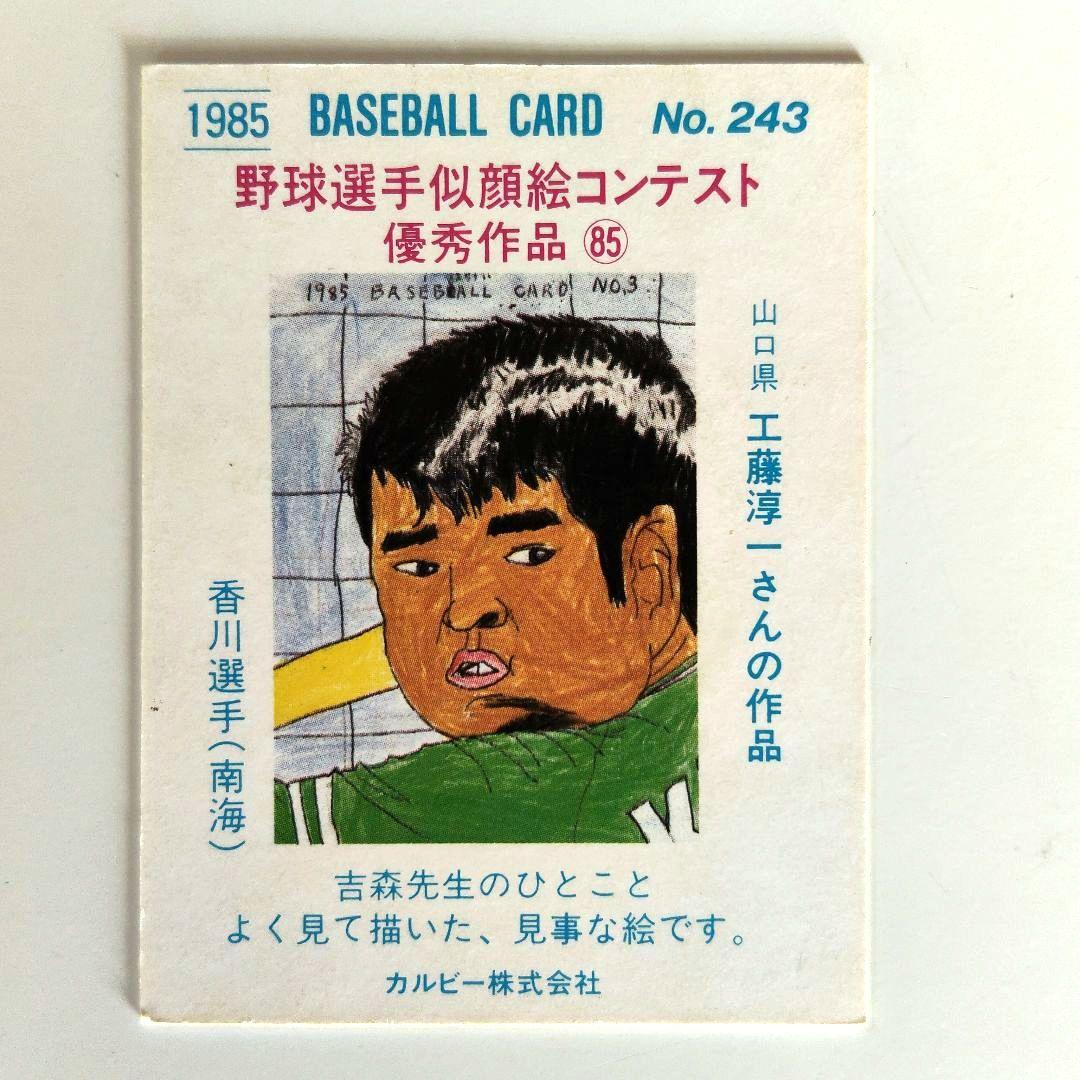 1985 BASEBALL CARD No. 243
野球選手似顔絵コンテスト
優秀作品 ㊺
1985 BASEBALL CARD NO,3
山口県 工藤淳一さんの作品
香川選手(南海)
吉森先生のひとこと
よく見て描いた、見事な絵です。
カルビー株式会社